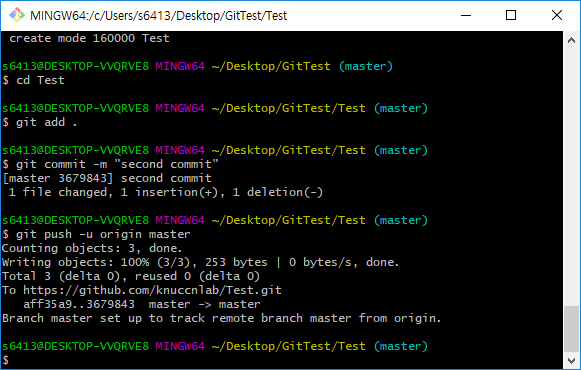 MINGW64:/c/Users/s6413/Desktop/GitTest/Test
create mode 160000 Test
s6413@DESKTOP-VVQRVE8 MINGW64 ~/Desktop/GitTest (master)
$ cd Test
s6413@DESKTOP-VVQRVE8 MINGW64 ~/Desktop/GitTest/Test (master)
$ git add .
s6413@DESKTOP-VVQRVE8 MINGW64 ~/Desktop/GitTest/Test (master)
$ git commit -m "second commit"
[master 3679843] second commit
1 file changed, 1 insertion(+), 1 deletion(-)
s6413@DESKTOP-VVQRVE8 MINGW64 ~/Desktop/GitTest/Test (master)
$ git push -u origin master
Counting objects: 3, done.
Writing objects: 100% (3/3), 253 bytes | 0 bytes/s, done.
Total 3 (delta 0), reused 0 (delta 0)
To https://github.com/knuccnlab/Test.git
aff35a9..3679843  master -> master
Branch master set up to track remote branch master from origin.
s6413@DESKTOP-VVQRVE8 MINGW64 ~/Desktop/GitTest/Test (master)
$